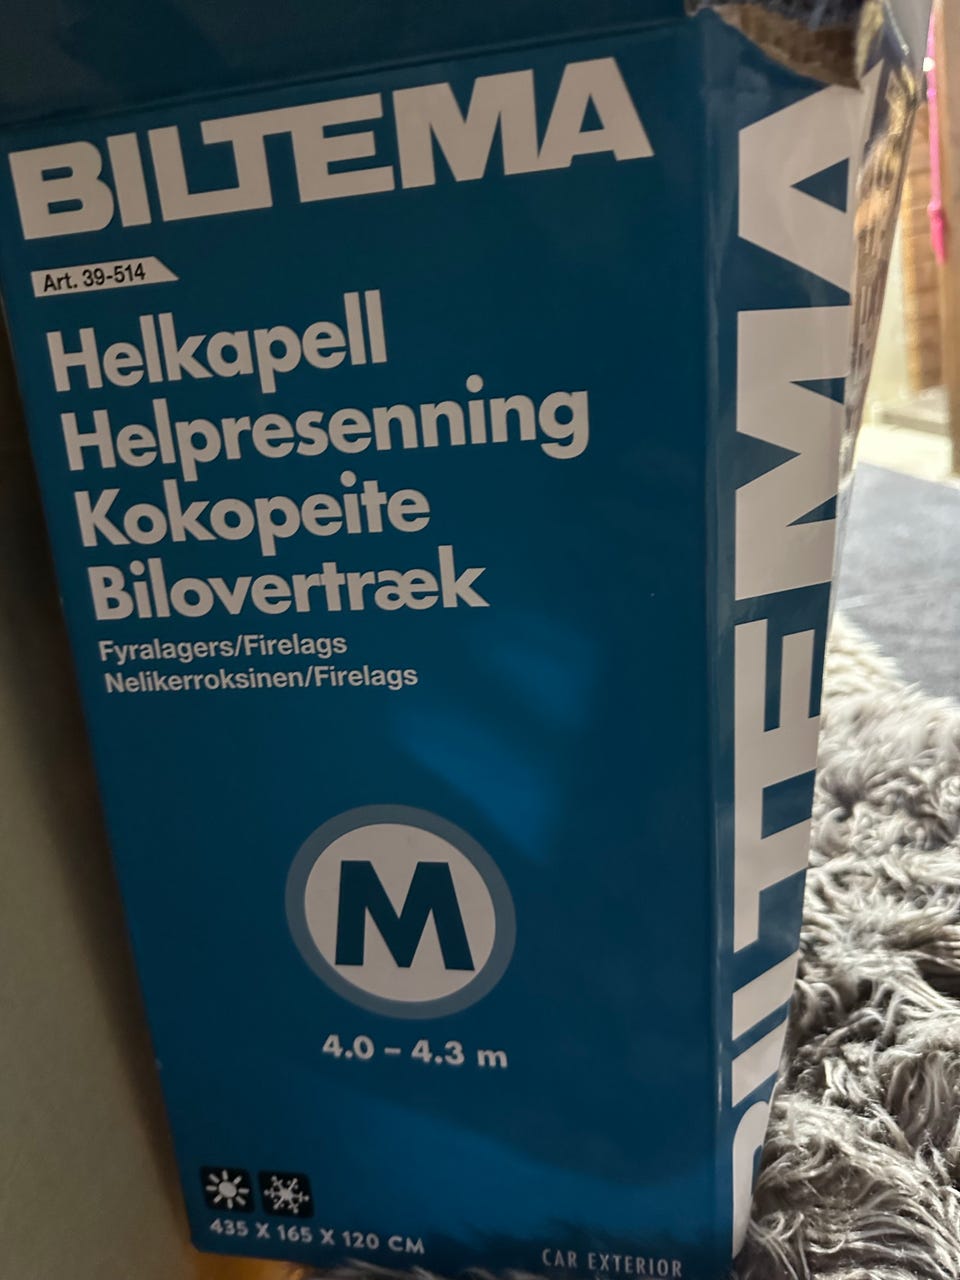 BILTEMA
Art. 39-514
Helkapell
Helpresenning
Kokopeite
Bilovertræk
Fyralagers/Firelags
Nelikerroksinen/Firelags
M
4.0 – 4.3 m
435 X 165 X 120 CM
CAR EXTERIOR
BILTEMA